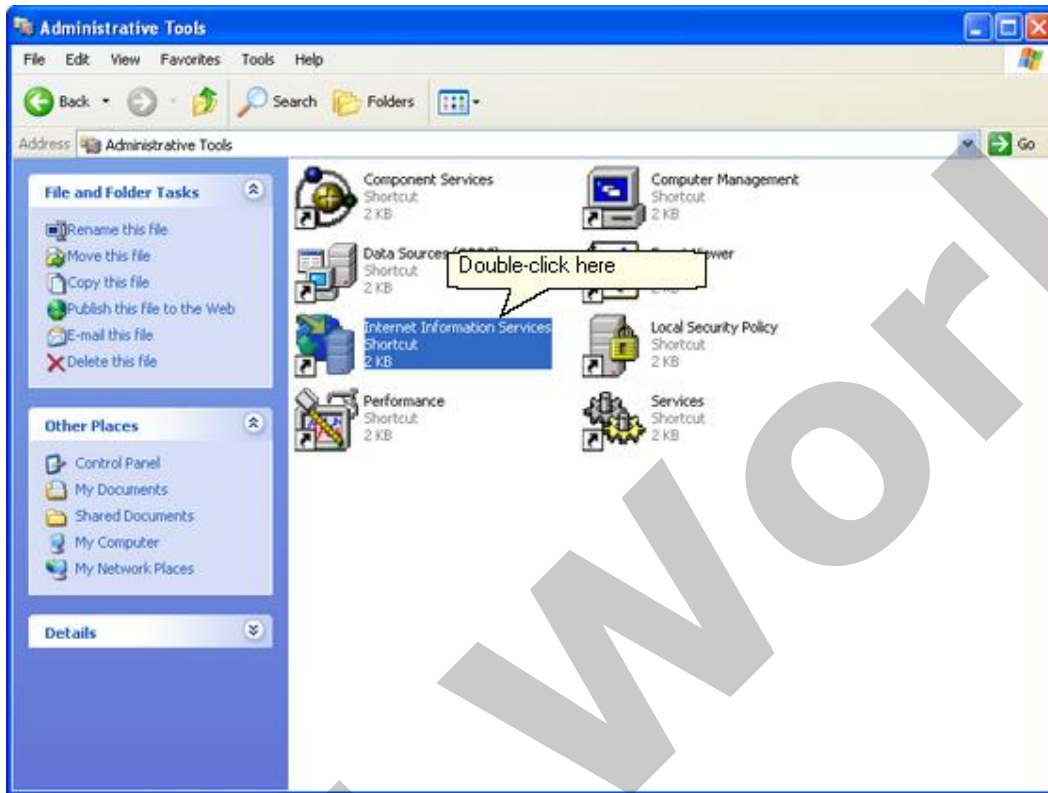 Administrative Tools
File Edit View Favorites Tools Help
Back Search Folders
Address Administrative Tools Go
File and Folder Tasks
Rename this file
Move this file
Copy this file
Publish this file to the Web
E-mail this file
Delete this file
Other Places
Control Panel
My Documents
Shared Documents
My Computer
My Network Places
Details
Component Services
Shortcut
2 KB
Computer Management
Shortcut
2 KB
Data Sources
Shortcut
2 KB
Double-click here
Internet Information Services
Shortcut
2 KB
Local Security Policy
Shortcut
2 KB
Performance
Shortcut
2 KB
Services
Shortcut
2 KB